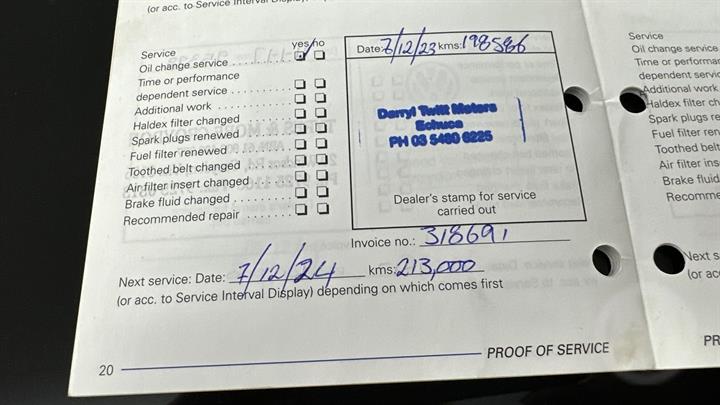 (or acc. to Service Interval Display)
Service yes no
Oil change service
Time or performance
dependent service
Additional work
Haldex filter changed
Spark plugs renewed
Fuel filter renewed
Toothed belt changed
Air filter insert changed
Brake fluid changed
Recommended repair
Date: 7/12/23 kms: 198586
Darryl Twitt Motors
Echuca
PH 03 5480 6225
Dealer's stamp for service
carried out
Invoice no.: 318691
Next service: Date: 7/12/24 kms: 213,000
(or acc. to Service Interval Display) depending on which comes first
20 PROOF OF SERVICE
Service
Oil change service
Time or performan
dependent servic
Additional work
Haldex filter ch
Spark plugs re
Fuel filter rene
Toothed belt
Air filter ins
Brake fluid
Recomme
Next s
(or ac
PR